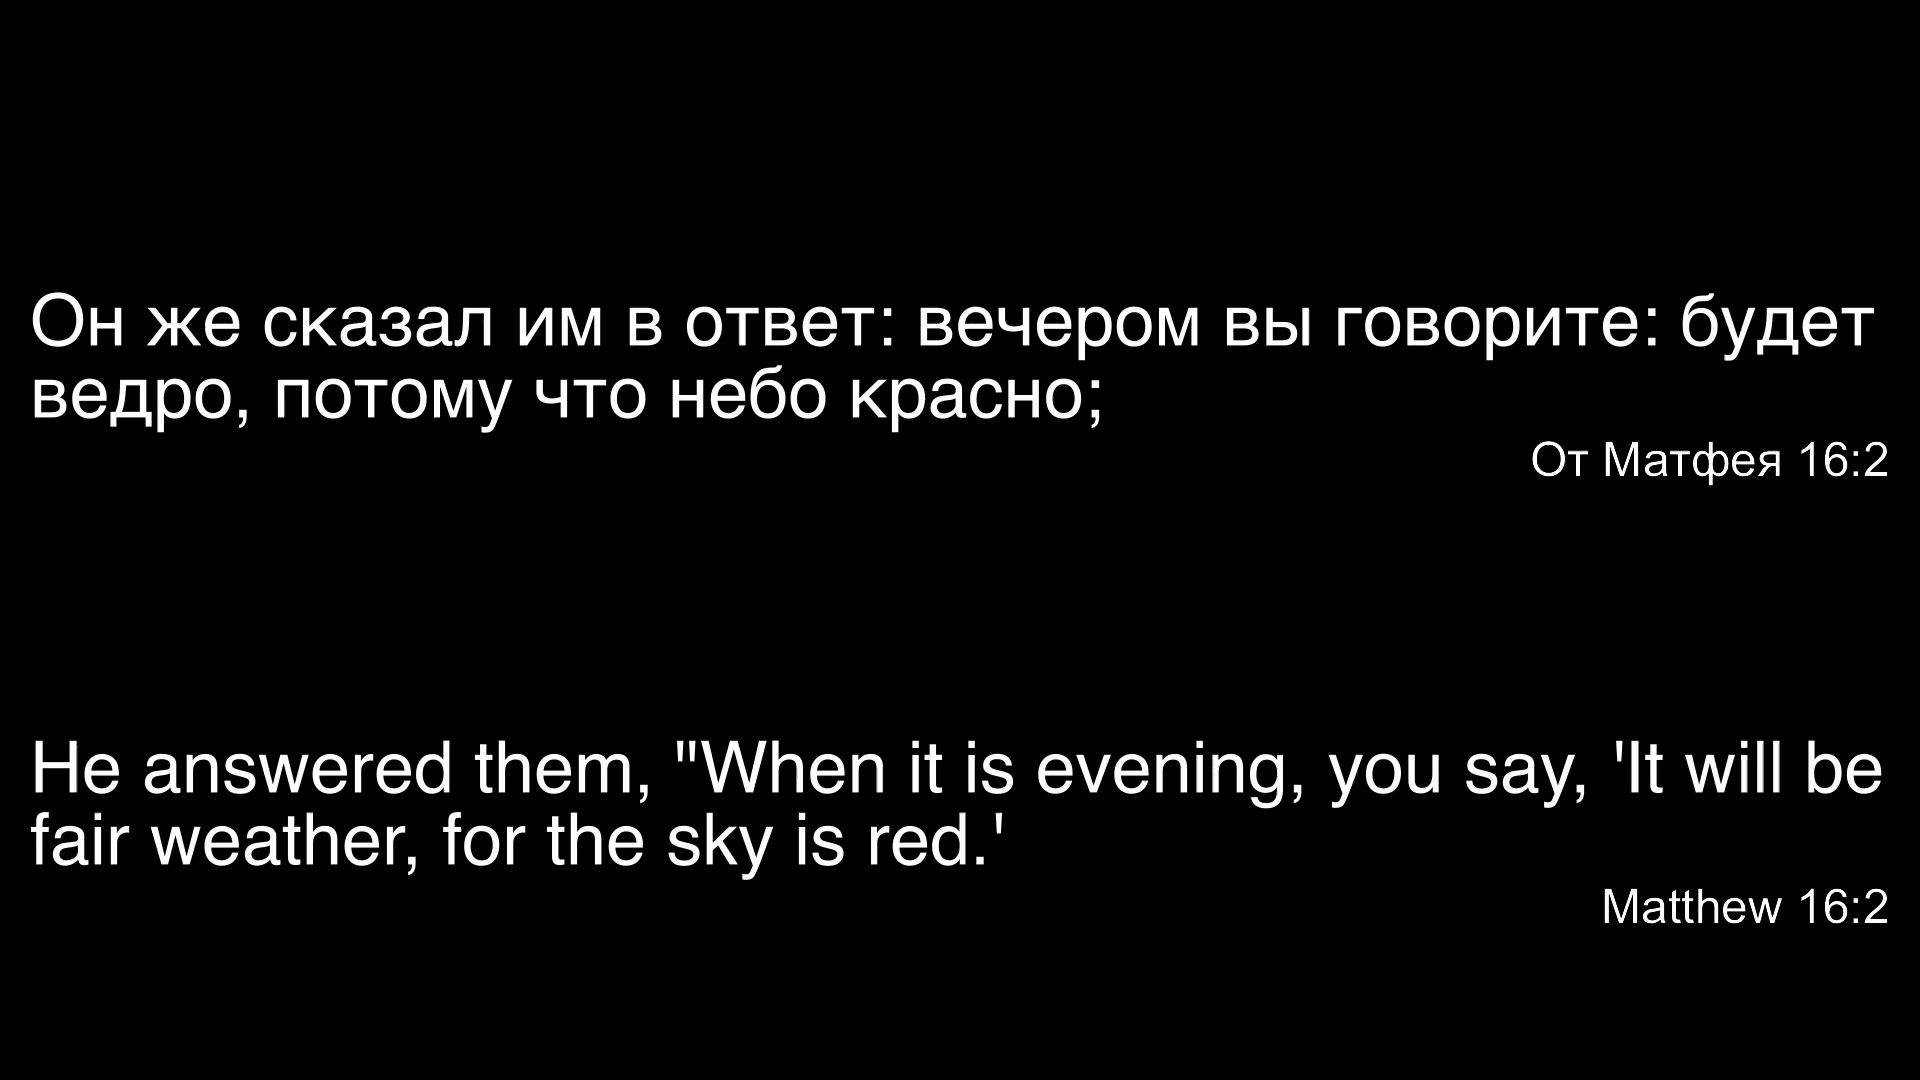 Он же сказал им в ответ: вечером вы говорите: будет
ведро, потому что небо красно;
От Матфея 16:2
He answered them, "When it is evening, you say, 'It will be
fair weather, for the sky is red.'
Matthew 16:2